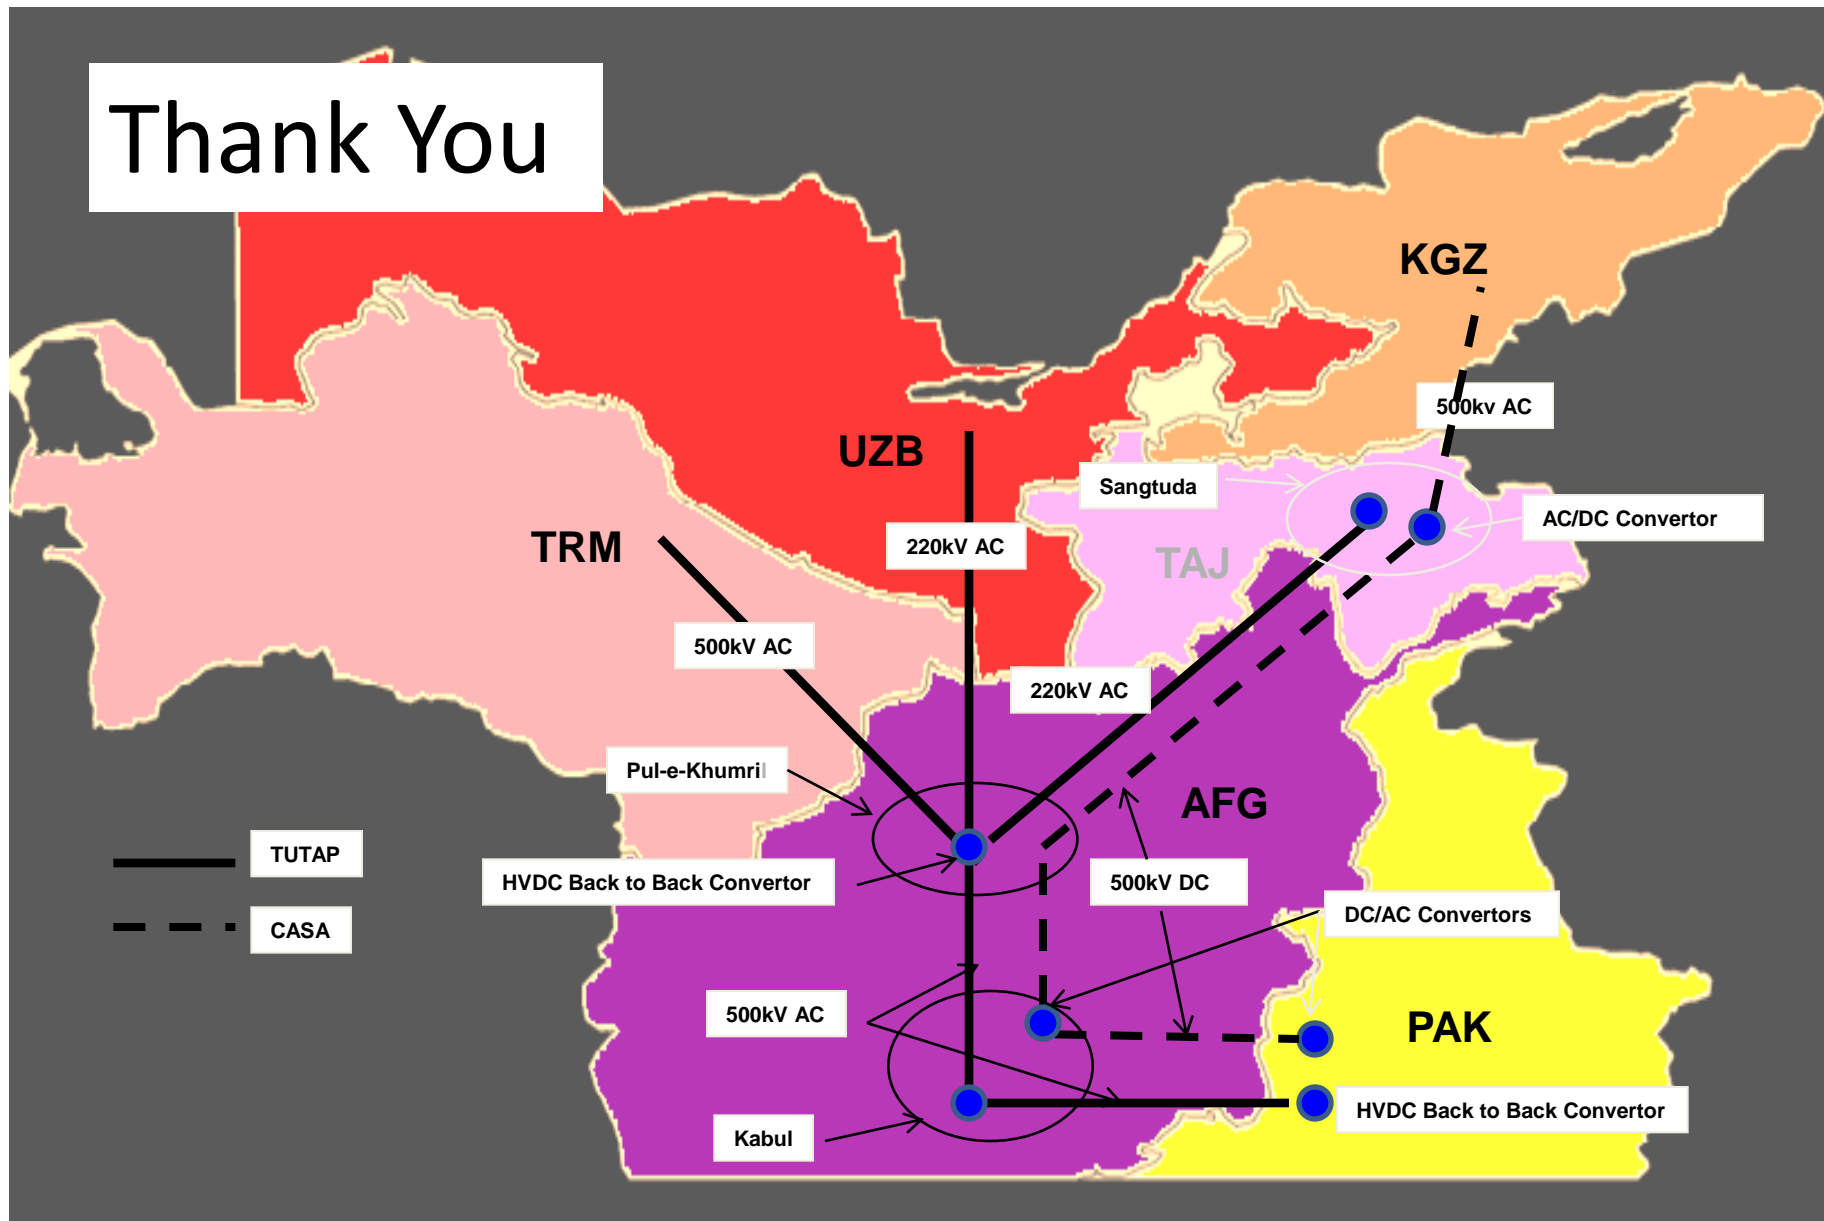 Thank You
KGZ
500kv AC
UZB
Sangtuda
AC/DC Convertor
TRM
220kV AC
TAJ
500kV AC
220kV AC
Pul-e-Khumri
AFG
TUTAP
HVDC Back to Back Convertor
500kV DC
CASA
DC/AC Convertors
500kV AC
PAK
HVDC Back to Back Convertor
Kabul